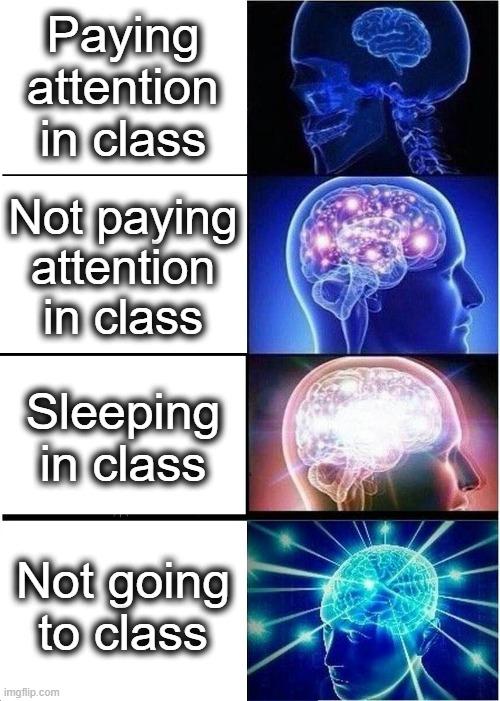 Paying
attention
in class
Not paying
attention
in class
Sleeping
in class
Not going
to class
imgflip.com